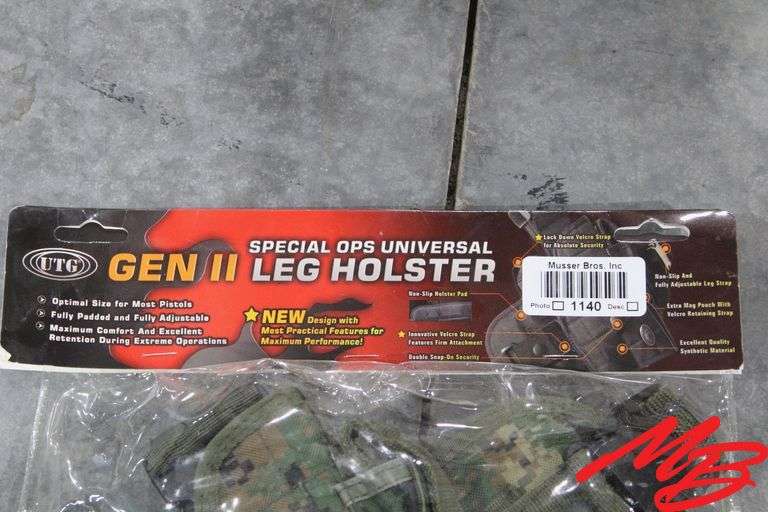 UTG
GEN II
SPECIAL OPS UNIVERSAL
LEG HOLSTER
Optimal Size for Most Pistols
Fully Padded and Fully Adjustable
Maximum Comfort And Excellent
Retention During Extreme Operations
NEW Design with
Most Practical Features for
Maximum Performance!
Non-Slip Holster Pad
Innovative Velcro Strap
Features Firm Attachment
Double Snap-On Security
Lock Down Velcro Strap
for Absolute Security
Musser Bros. Inc
Photo 1140 Desc
Non-Slip And
Fully Adjustable Leg Strap
Extra Mag Pouch With
Velcro Retaining Strap
Excellent Quality
Synthetic Material
MB